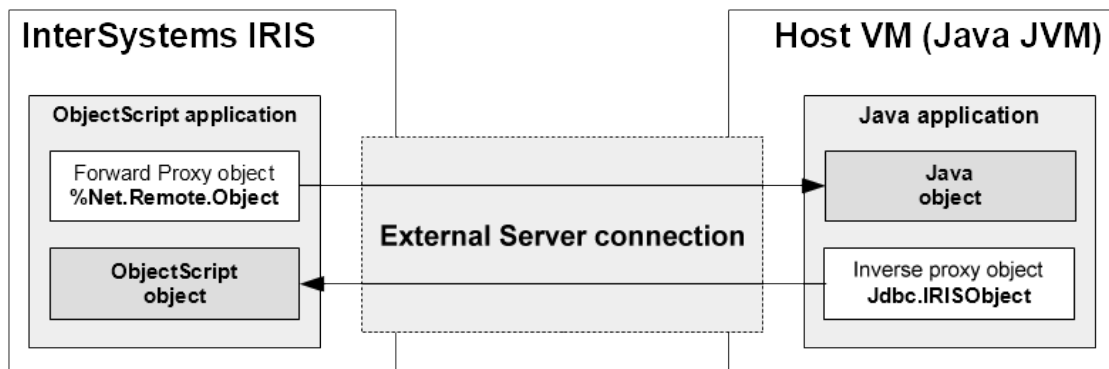 InterSystems IRIS
Host VM (Java JVM)
ObjectScript application
Java application
Forward Proxy object
%Net.Remote.Object
Java
object
External Server connection
ObjectScript
object
Inverse proxy object
Jdbc.IRISObject